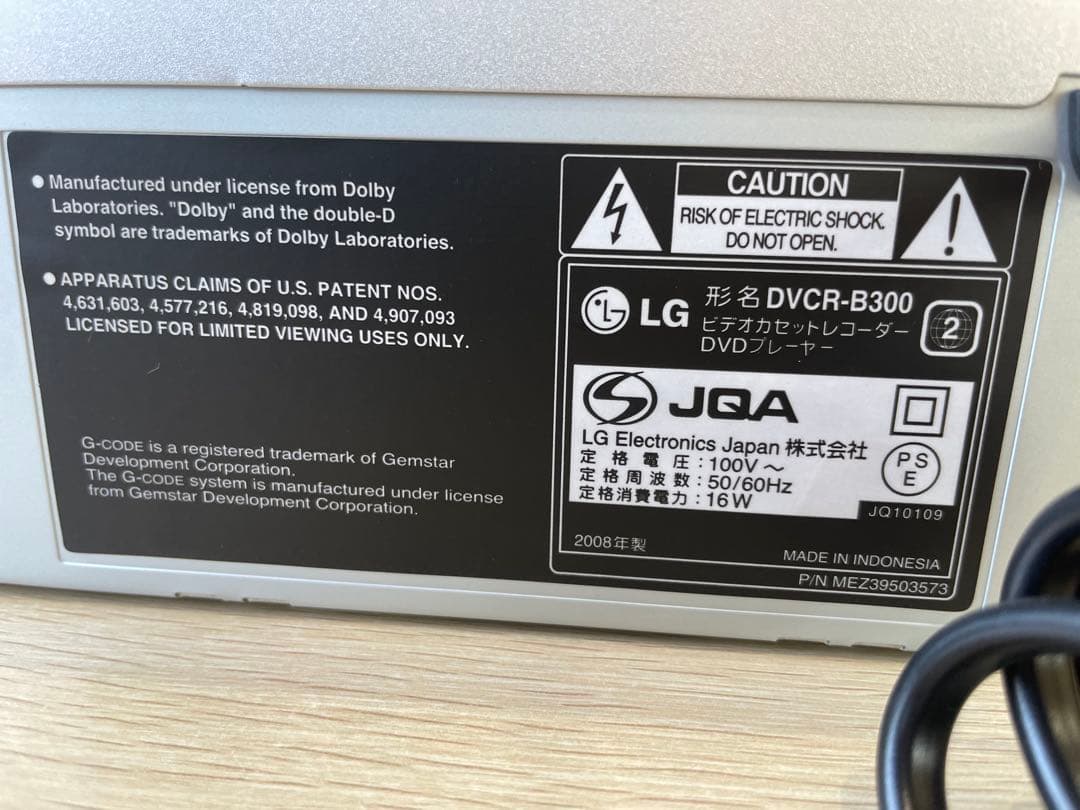 ● Manufactured under license from Dolby
Laboratories. "Dolby" and the double-D
symbol are trademarks of Dolby Laboratories.
● APPARATUS CLAIMS OF U.S. PATENT NOS.
4,631,603, 4,577,216, 4,819,098, AND 4,907,093
LICENSED FOR LIMITED VIEWING USES ONLY.
G-CODE is a registered trademark of Gemstar
Development Corporation.
The G-CODE system is manufactured under license
from Gemstar Development Corporation.
CAUTION
RISK OF ELECTRIC SHOCK.
DO NOT OPEN.
LG 形名 DVCR-B300
ビデオカセットレコーダー
DVDプレーヤー
2
JQA
LG Electronics Japan 株式会社
定格電圧:100V～
定格周波数:50/60Hz
定格消費電力:16W
PS
E
JQ10109
2008年製
MADE IN INDONESIA
P/N MEZ39503573